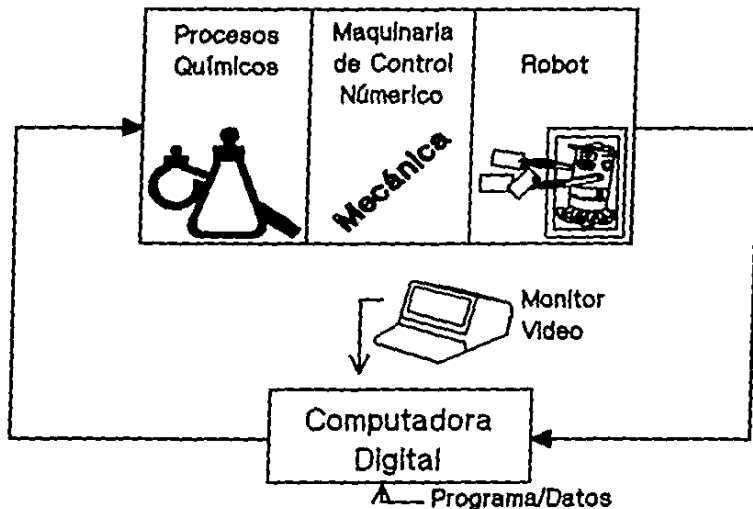 Procesos
Químicos
Maquinaria
de Control
Númerico
Mecánica
Robot
Monitor
Video
Computadora
Digital
Programa/Datos